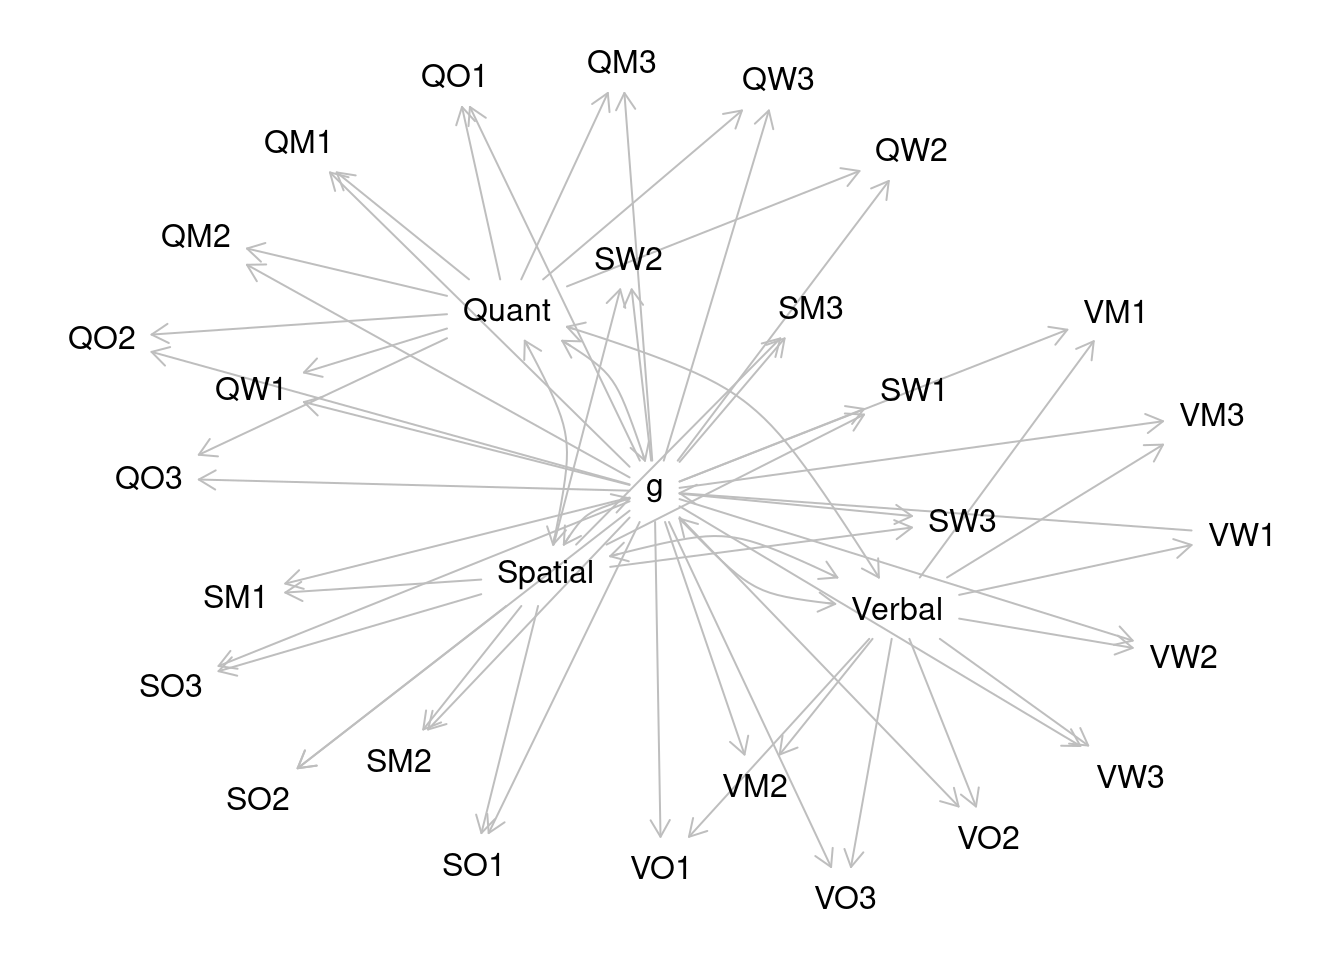 QM3
QO1
QW3
QM1
QW2
QM2
SW2
Quant
SM3
VM1
QO2
QW1
SW1
VM3
QO3
g
SW3
VW1
Spatial
SM1
Verbal
VW2
SO3
SM2
VW3
VM2
SO2
VO2
SO1
VO1
VO3